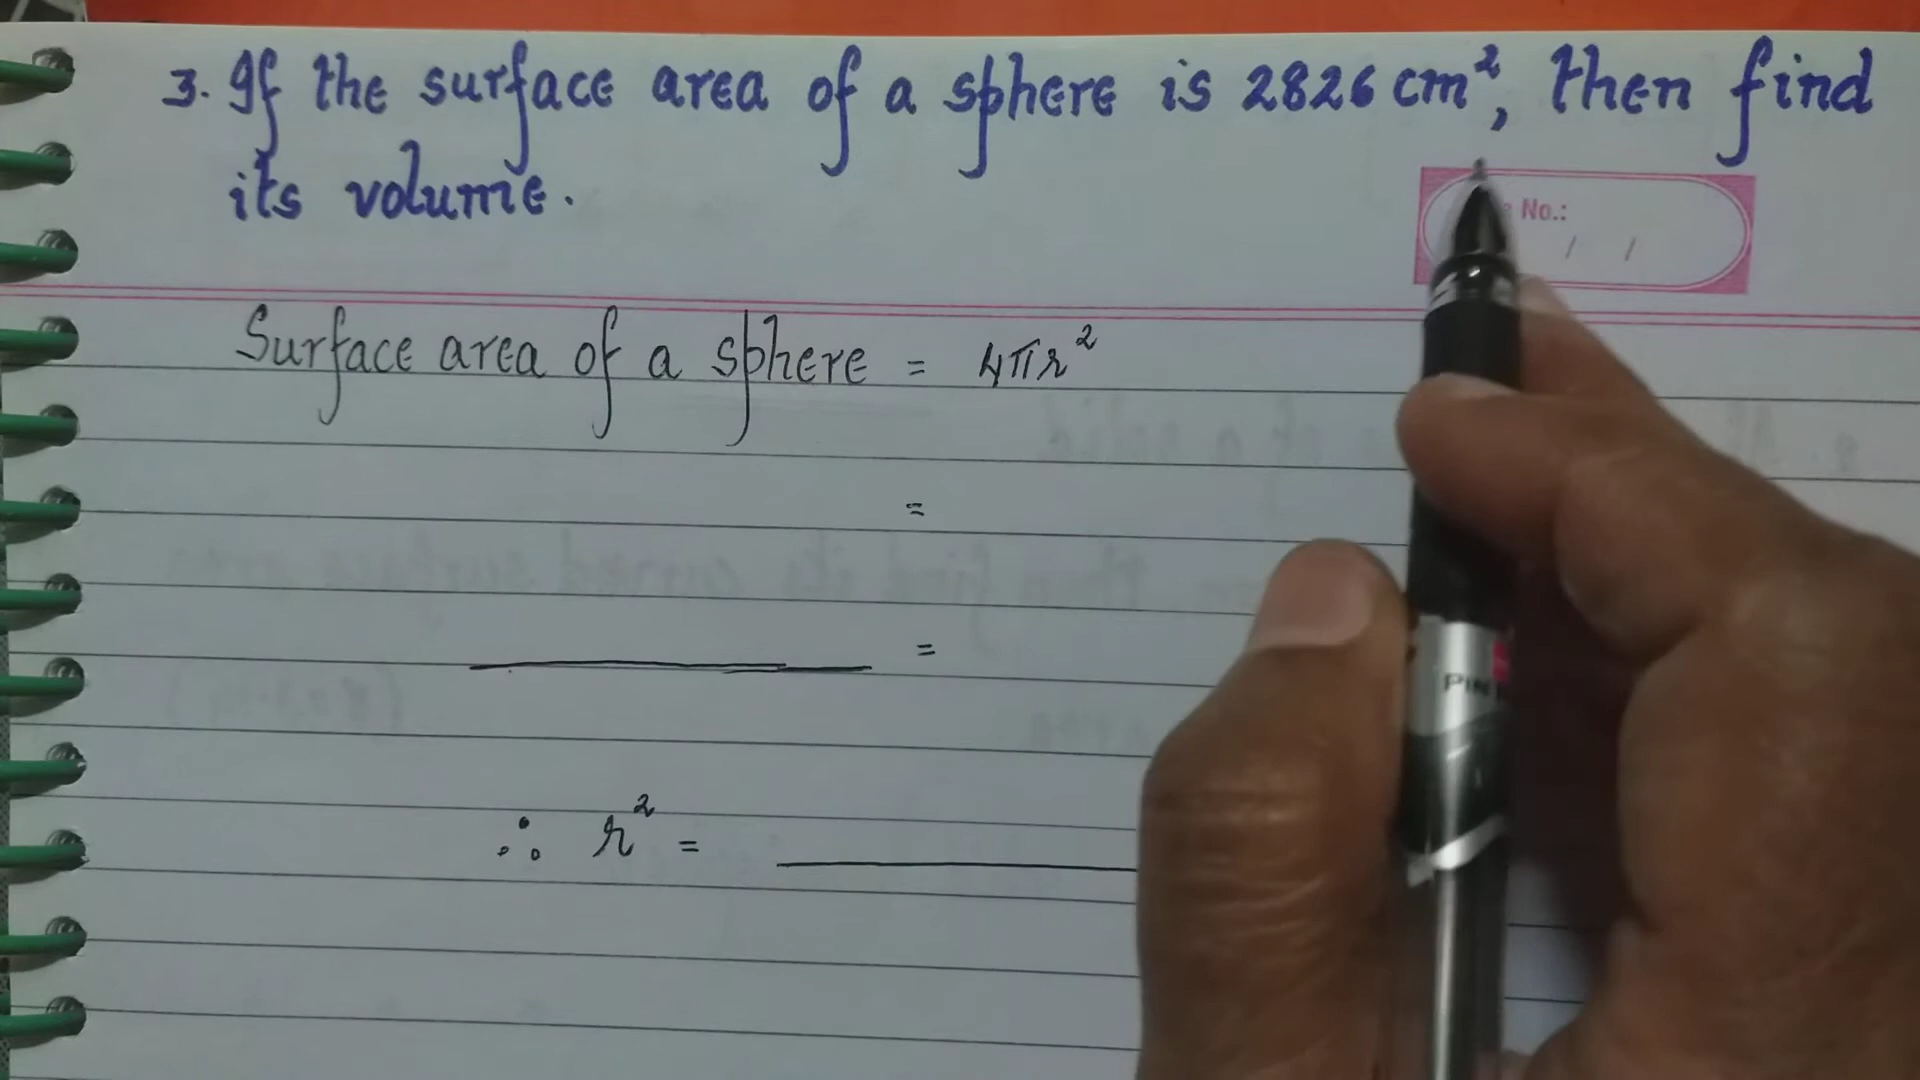 3. If the surface area of a sphere is 2826 cm², then find
its volume.
No.:
/ /
Surface area of a sphere = 4πr²
=
=
∴ r² =